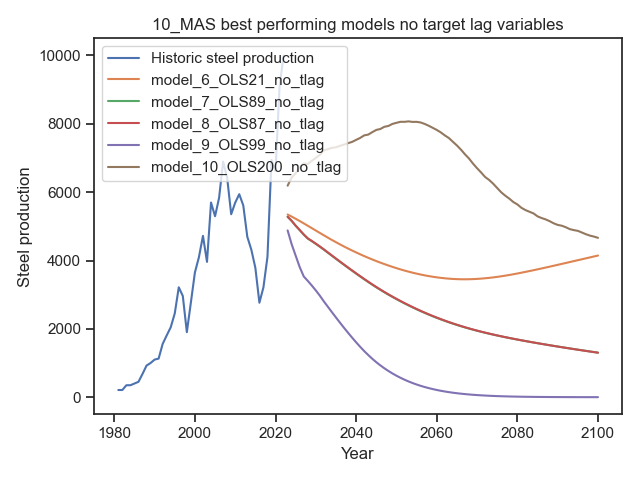 10_MAS best performing models no target lag variables
10000
8000
6000
4000
2000
0
Steel production
Historic steel production
model_6_OLS21_no_tlag
model_7_OLS89_no_tlag
model_8_OLS87_no_tlag
model_9_OLS99_no_tlag
model_10_OLS200_no_tlag
1980 2000 2020 2040 2060 2080 2100
Year